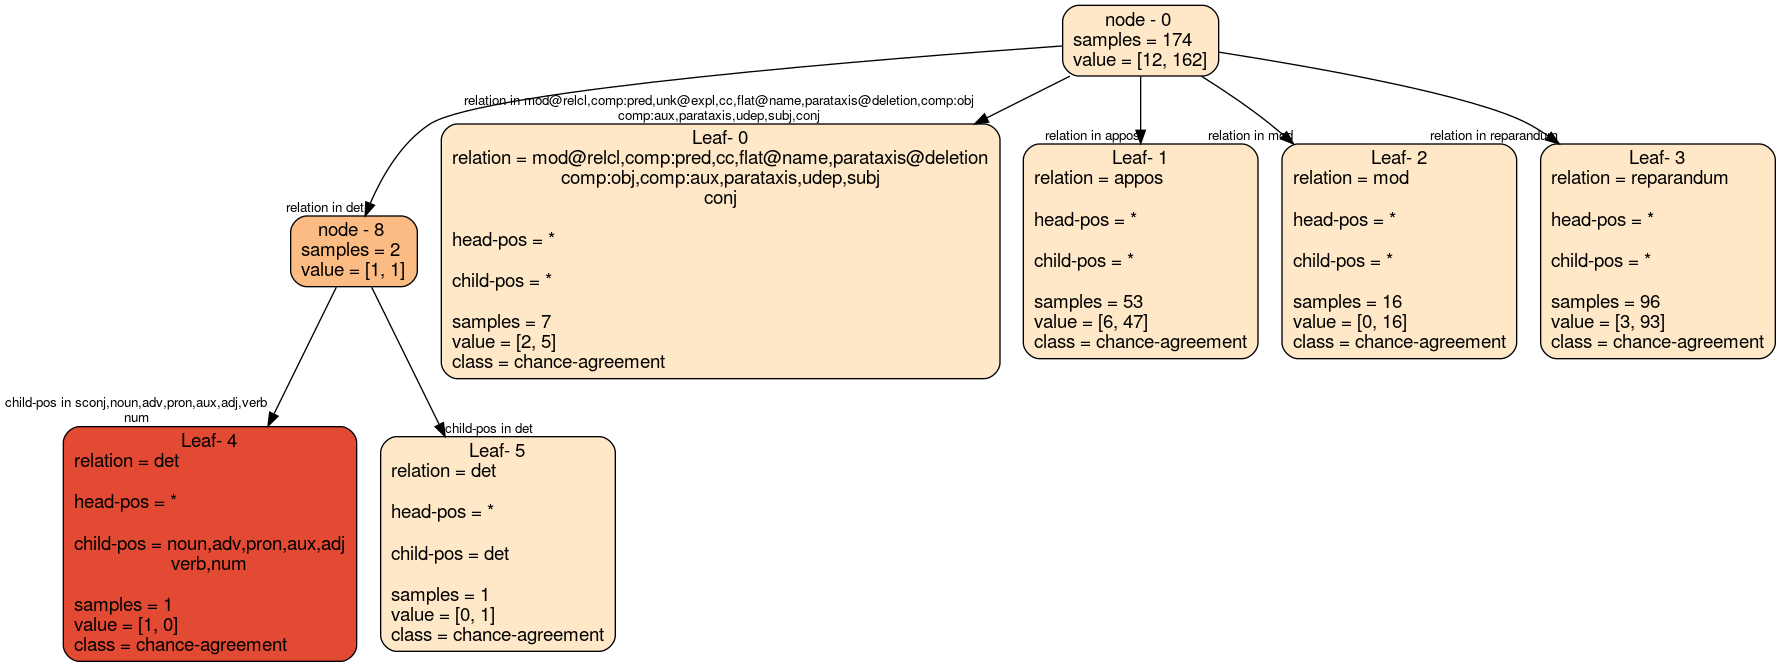 node - 0
samples = 174
value = [12, 162]
relation in mod@relcl,comp:pred,unk@expl,cc,flat@name,parataxis@deletion,comp:obj
comp:aux,parataxis,udep,subj,conj
relation in appos
relation in mod
relation in reparandum
relation in det
node - 8
samples = 2
value = [1, 1]
Leaf- 0
relation = mod@relcl,comp:pred,cc,flat@name,parataxis@deletion
comp:obj,comp:aux,parataxis,udep,subj
conj
head-pos = *
child-pos = *
samples = 7
value = [2, 5]
class = chance-agreement
Leaf- 1
relation = appos
head-pos = *
child-pos = *
samples = 53
value = [6, 47]
class = chance-agreement
Leaf- 2
relation = mod
head-pos = *
child-pos = *
samples = 16
value = [0, 16]
class = chance-agreement
Leaf- 3
relation = reparandum
head-pos = *
child-pos = *
samples = 96
value = [3, 93]
class = chance-agreement
child-pos in sconj,noun,adv,pron,aux,adj,verb
num
child-pos in det
Leaf- 4
relation = det
head-pos = *
child-pos = noun,adv,pron,aux,adj
verb,num
samples = 1
value = [1, 0]
class = chance-agreement
Leaf- 5
relation = det
head-pos = *
child-pos = det
samples = 1
value = [0, 1]
class = chance-agreement